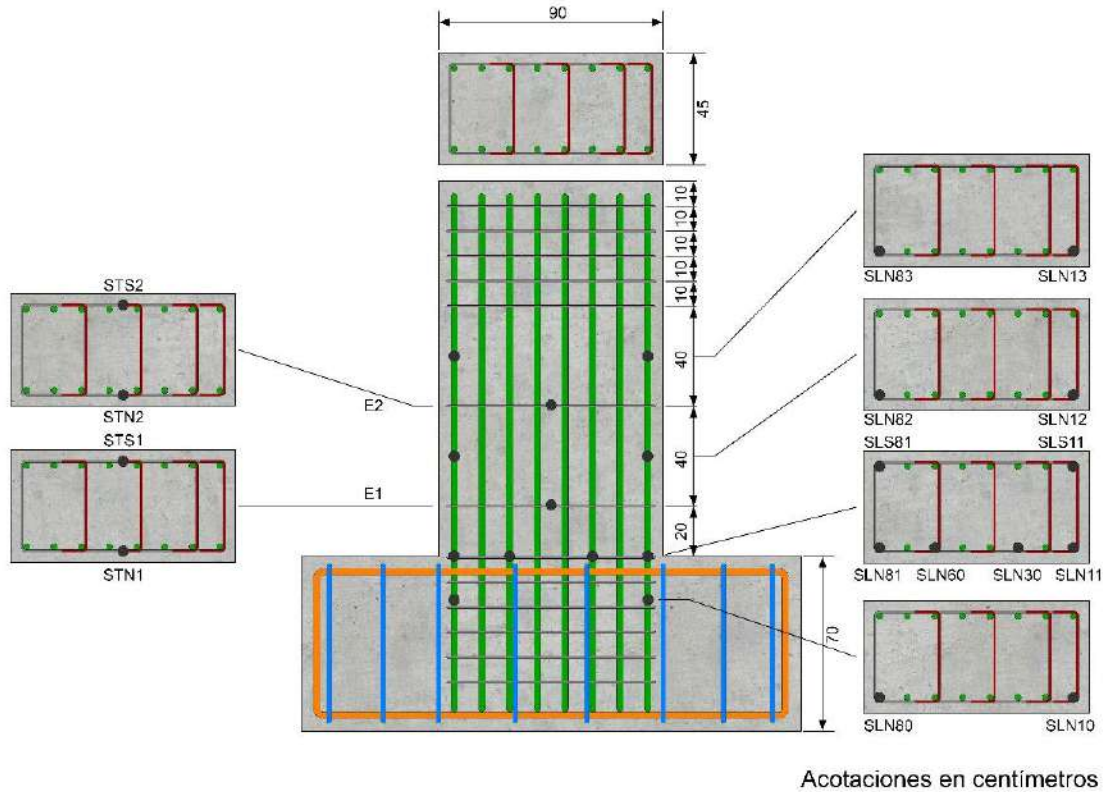 90
45
10
10
10
10
10
40
40
20
70
STS2
STN2
STS1
STN1
E2
E1
SLN83 SLN13
SLN82 SLN12
SLS81 SLS11
SLN81 SLN60 SLN30 SLN11
SLN80 SLN10
Acotaciones en centímetros